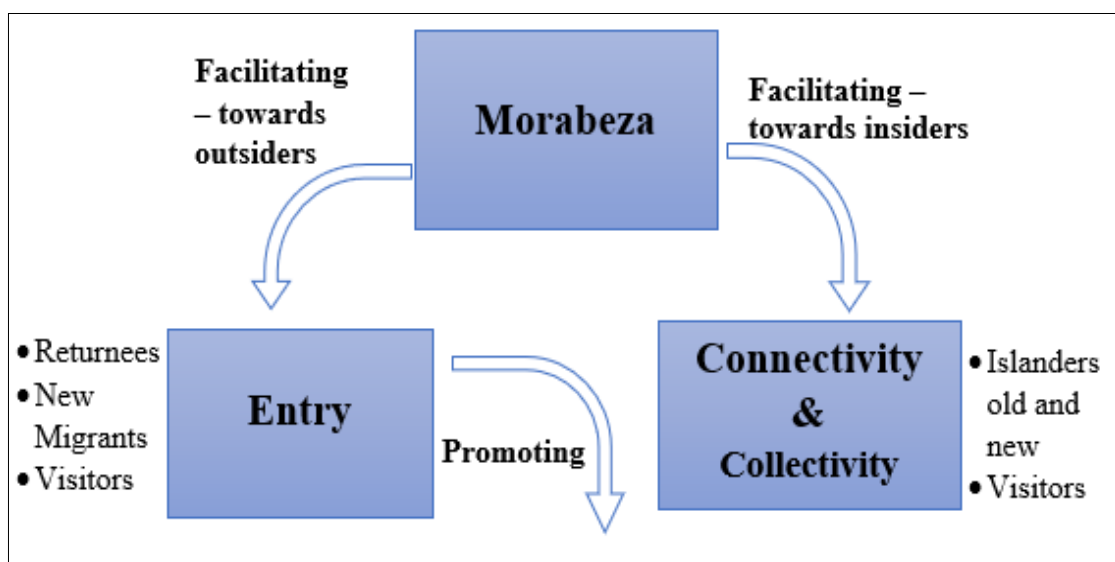 Facilitating
– towards
outsiders
Morabeza
Facilitating –
towards insiders
• Returnees
• New
Migrants
• Visitors
Entry
Promoting
Connectivity
&
Collectivity
• Islanders
old and
new
• Visitors